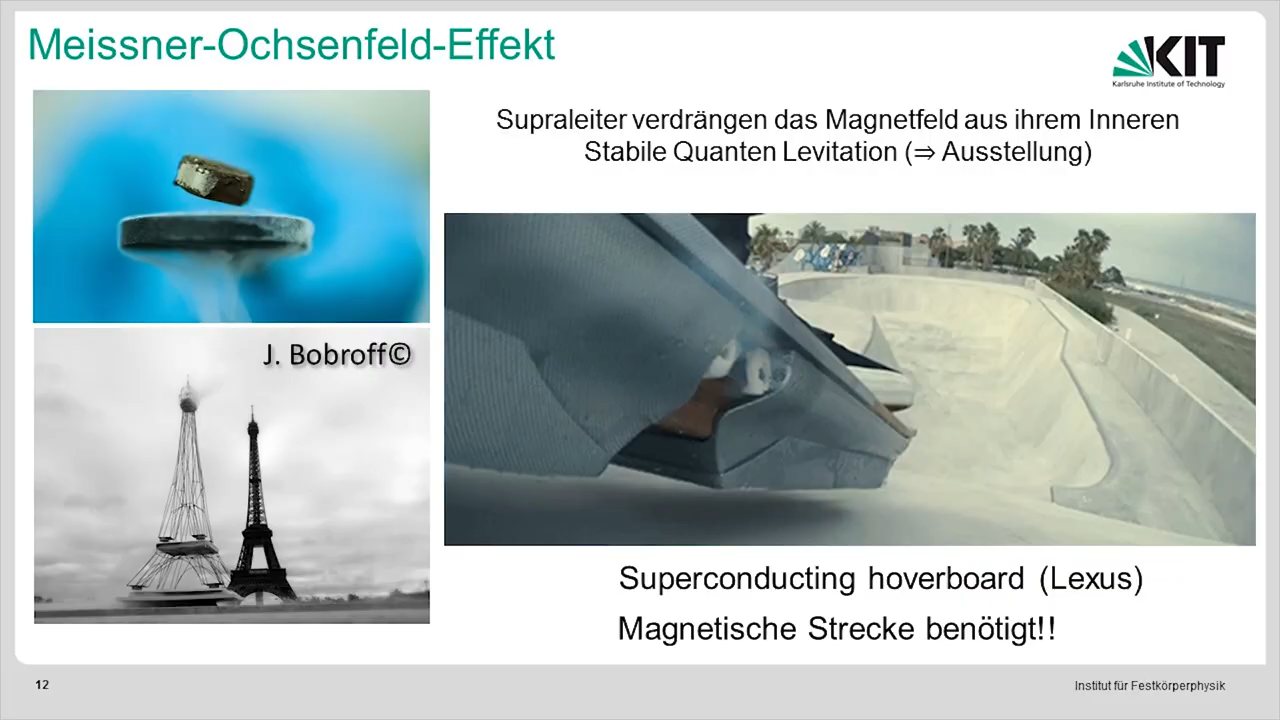 Meissner-Ochsenfeld-Effekt
KIT
Karlsruhe Institute of Technology
Supraleiter verdrängen das Magnetfeld aus ihrem Inneren
Stabile Quanten Levitation (⇒ Ausstellung)
J. Bobroff©
Superconducting hoverboard (Lexus)
Magnetische Strecke benötigt!!
12
Institut für Festkörperphysik